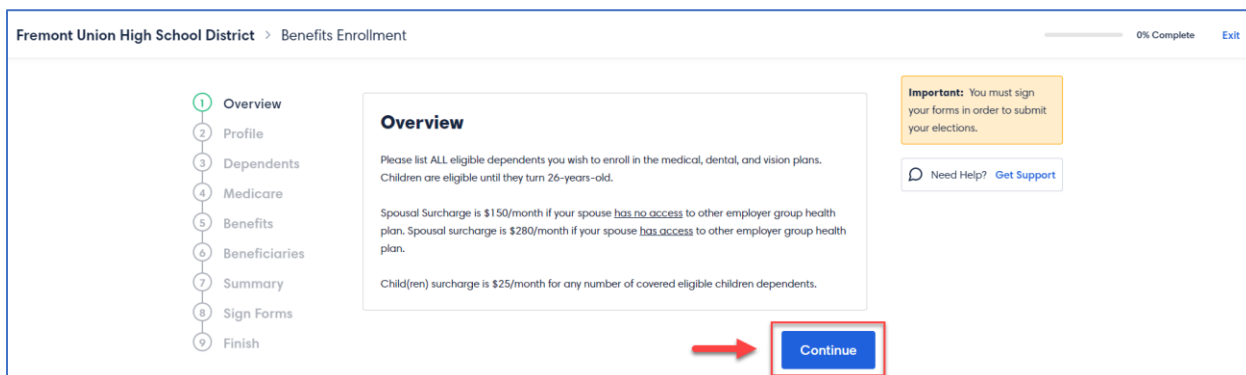 Fremont Union High School District > Benefits Enrollment
0% Complete
Exit
1 Overview
2 Profile
3 Dependents
4 Medicare
5 Benefits
6 Beneficiaries
7 Summary
8 Sign Forms
9 Finish
Overview
Please list ALL eligible dependents you wish to enroll in the medical, dental, and vision plans.
Children are eligible until they turn 26-years-old.
Spousal Surcharge is $150/month if your spouse has no access to other employer group health
plan. Spousal surcharge is $280/month if your spouse has access to other employer group health
plan.
Child(ren) surcharge is $25/month for any number of covered eligible children dependents.
Continue
Important: You must sign
your forms in order to submit
your elections.
Need Help? Get Support